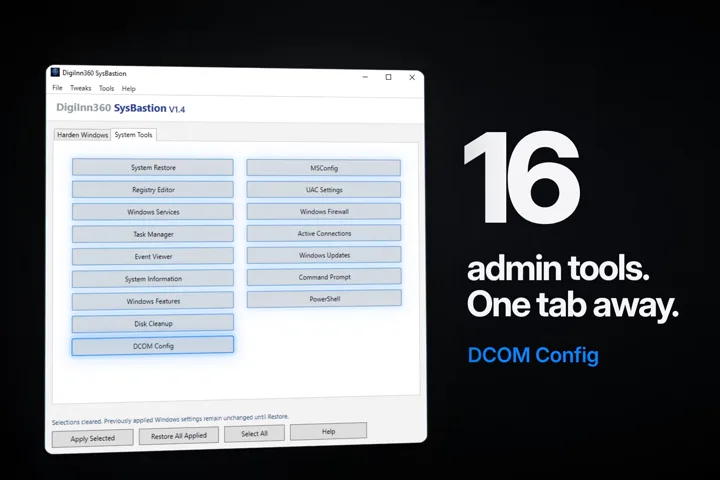 DigiInn360 SysBastion
File Tweaks Tools Help
DigiInn360 SysBastion V1.4
Harden Windows System Tools
System Restore
Registry Editor
Windows Services
Task Manager
Event Viewer
System Information
Windows Features
Disk Cleanup
DCOM Config
MSConfig
UAC Settings
Windows Firewall
Active Connections
Windows Updates
Command Prompt
PowerShell
Selections cleared. Previously applied Windows settings remain unchanged until Restore.
Apply Selected Restore All Applied Select All Help
16
admin tools.
One tab away.
DCOM Config